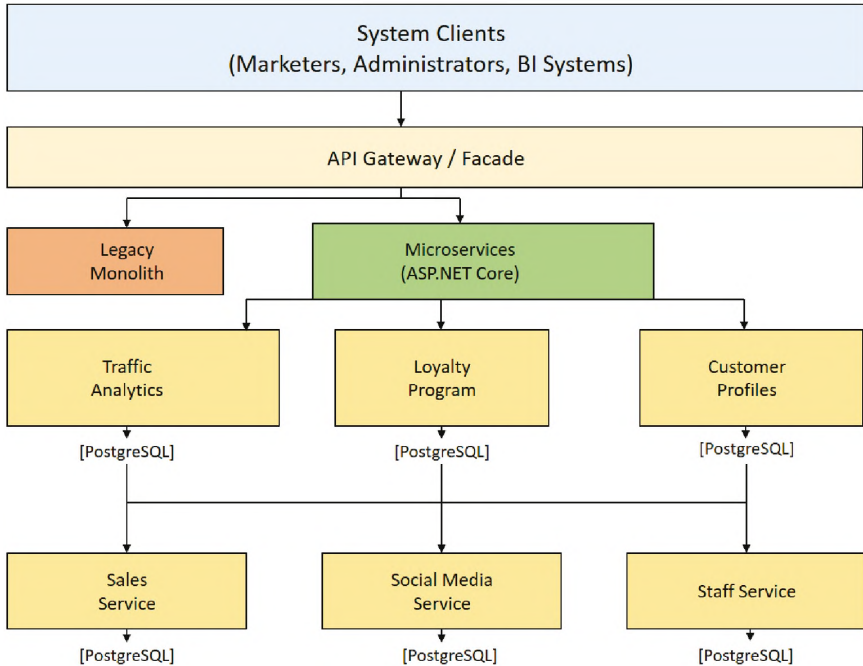 System Clients
(Marketers, Administrators, BI Systems)
API Gateway / Facade
Legacy
Monolith
Microservices
(ASP.NET Core)
Traffic
Analytics
Loyalty
Program
Customer
Profiles
[PostgreSQL]
[PostgreSQL]
[PostgreSQL]
Sales
Service
Social Media
Service
Staff Service
[PostgreSQL]
[PostgreSQL]
[PostgreSQL]